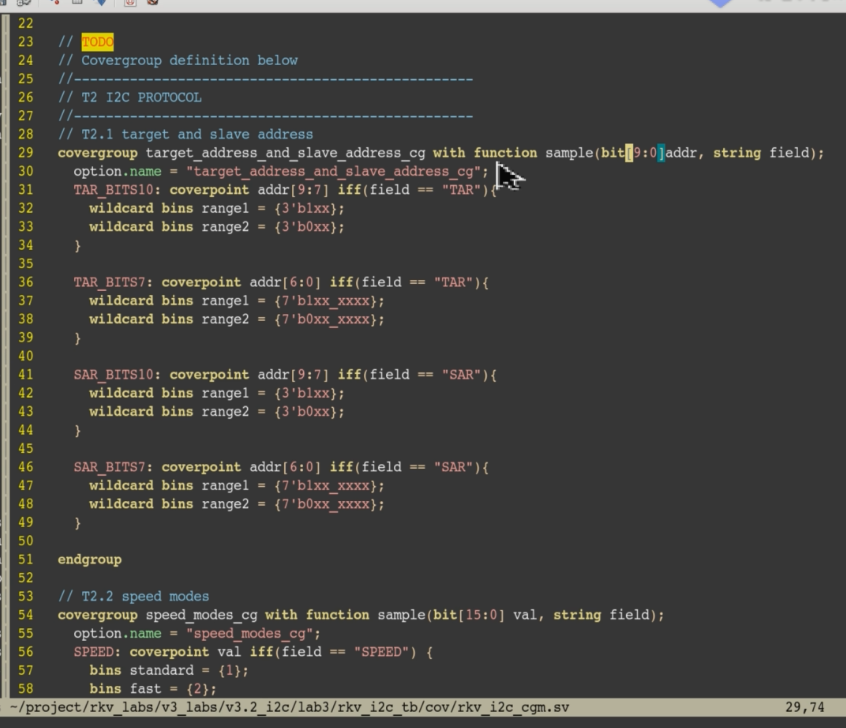 22
23 // TODO
24 // Covergroup definition below
25 //--------------------------------------------------
26 // T2 I2C PROTOCOL
27 //--------------------------------------------------
28 // T2.1 target and slave address
29 covergroup target_address_and_slave_address_cg with function sample(bit[9:0]addr, string field);
30 option.name = "target_address_and_slave_address_cg";
31 TAR_BITS10: coverpoint addr[9:7] iff(field == "TAR"){
32 wildcard bins range1 = {3'b1xx};
33 wildcard bins range2 = {3'b0xx};
34 }
35
36 TAR_BITS7: coverpoint addr[6:0] iff(field == "TAR"){
37 wildcard bins range1 = {7'b1xx_xxxx};
38 wildcard bins range2 = {7'b0xx_xxxx};
39 }
40
41 SAR_BITS10: coverpoint addr[9:7] iff(field == "SAR"){
42 wildcard bins range1 = {3'b1xx};
43 wildcard bins range2 = {3'b0xx};
44 }
45
46 SAR_BITS7: coverpoint addr[6:0] iff(field == "SAR"){
47 wildcard bins range1 = {7'b1xx_xxxx};
48 wildcard bins range2 = {7'b0xx_xxxx};
49 }
50
51 endgroup
52
53 // T2.2 speed modes
54 covergroup speed_modes_cg with function sample(bit[15:0] val, string field);
55 option.name = "speed_modes_cg";
56 SPEED: coverpoint val iff(field == "SPEED") {
57 bins standard = {1};
58 bins fast = {2};
~/project/rkv_labs/v3_labs/v3.2_i2c/lab3/rkv_i2c_tb/cov/rkv_i2c_cgm.sv 29,74